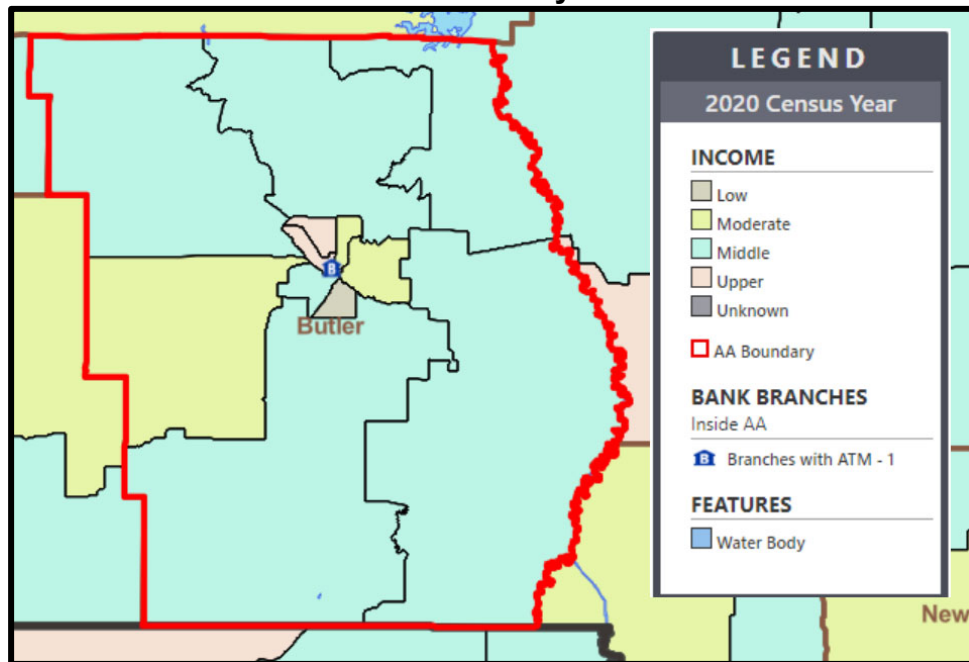 Butler
New
LEGEND
2020 Census Year
INCOME
Low
Moderate
Middle
Upper
Unknown
AA Boundary
BANK BRANCHES
Inside AA
B Branches with ATM - 1
FEATURES
Water Body
B